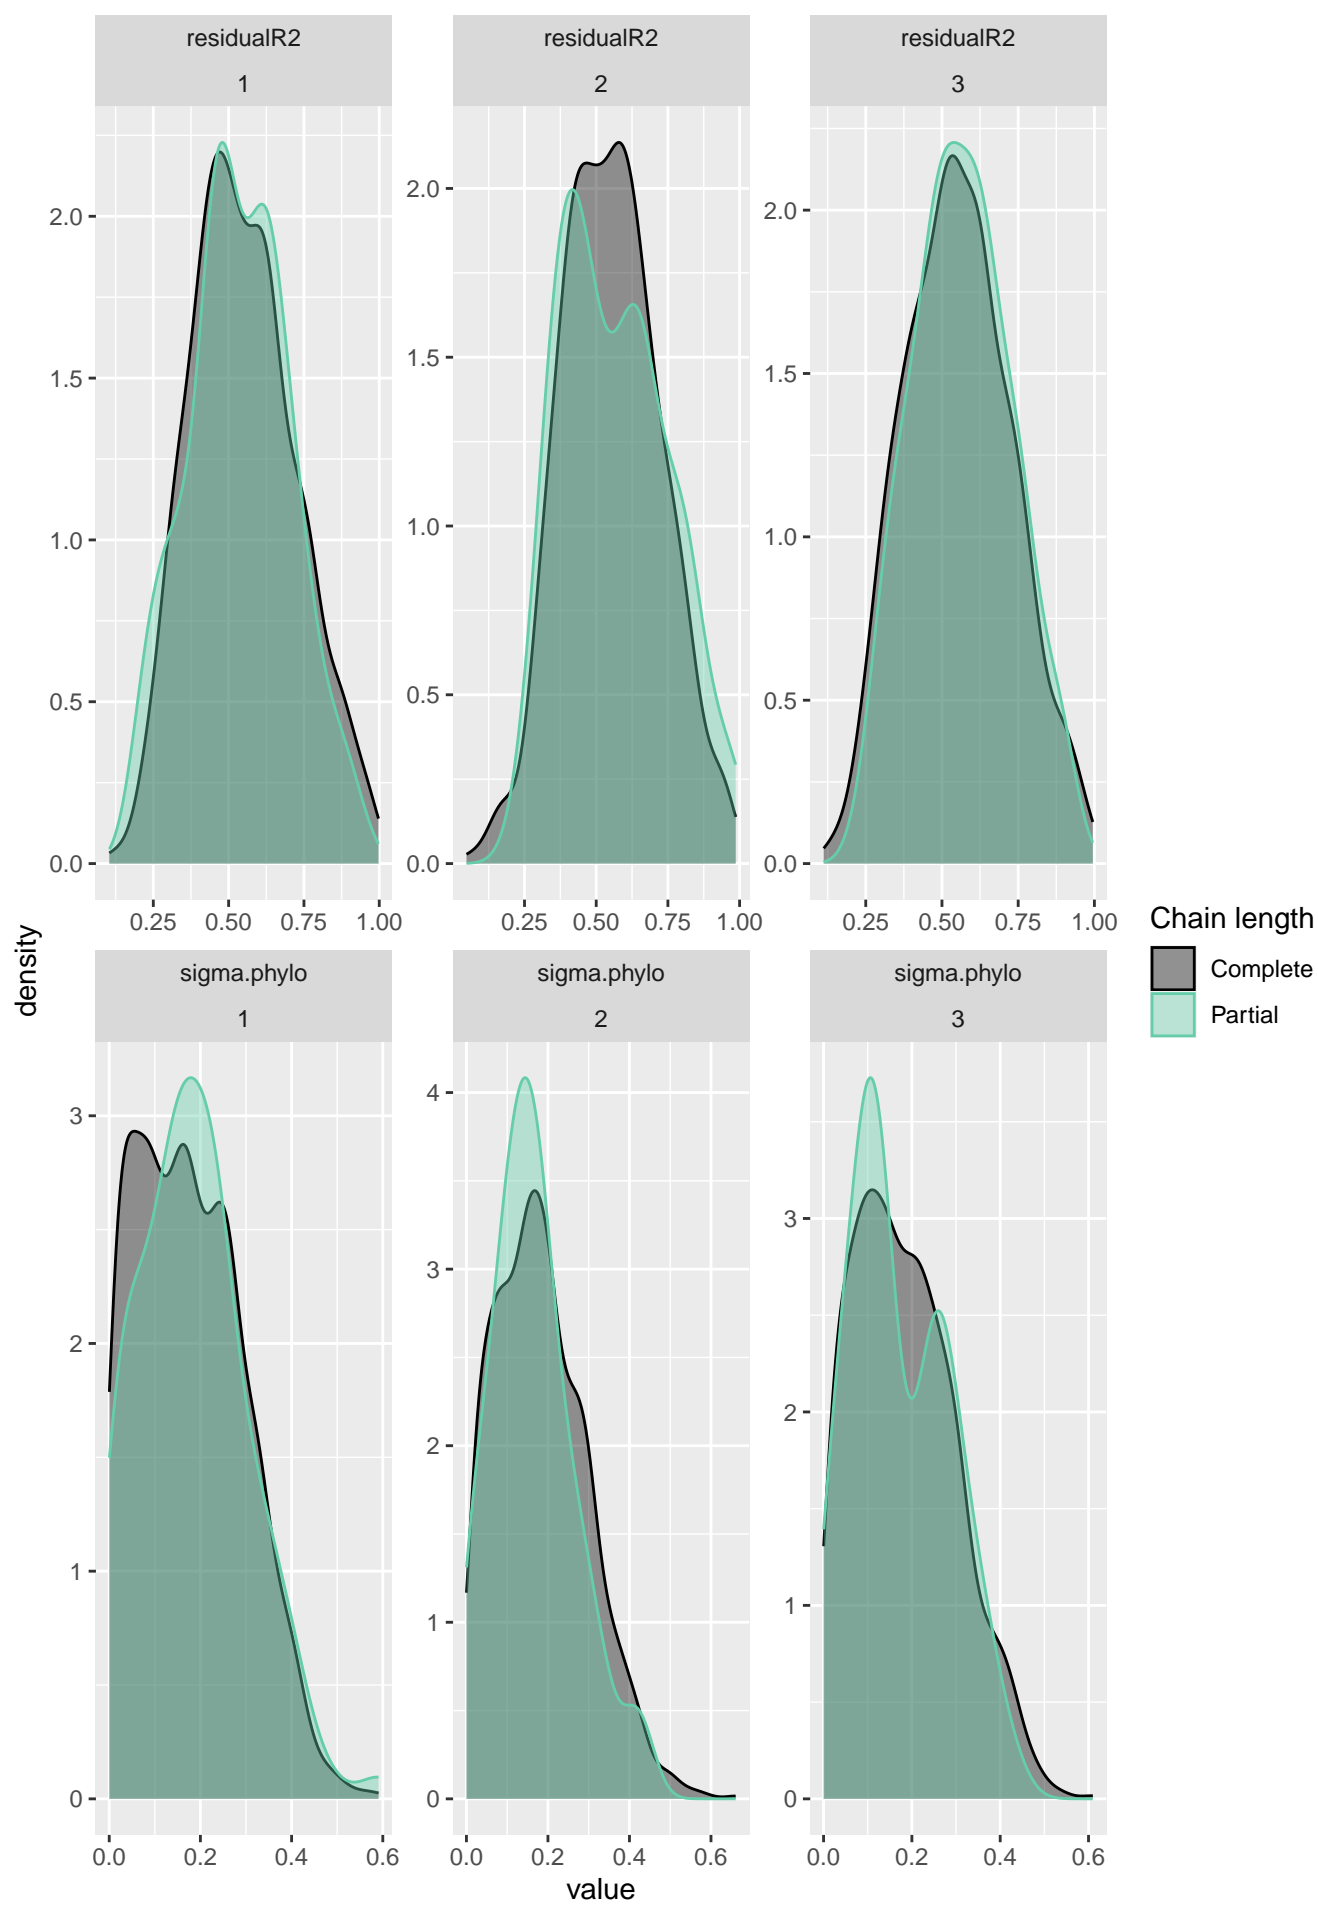 residualR2 residualR2 residualR2
1 2 3
2.0 2.0 2.0
1.5 1.5 1.5
1.0 1.0 1.0
0.5 0.5 0.5
0.0 0.0 0.0
0.25 0.50 0.75 1.00 0.25 0.50 0.75 1.00 0.25 0.50 0.75 1.00
density
Chain length
Complete
Partial
sigma.phylo sigma.phylo sigma.phylo
1 2 3
3 4 3
2 3 2
1 2 1
0 1 0
0
0.0 0.2 0.4 0.6 0.0 0.2 0.4 0.6 0.0 0.2 0.4 0.6
value